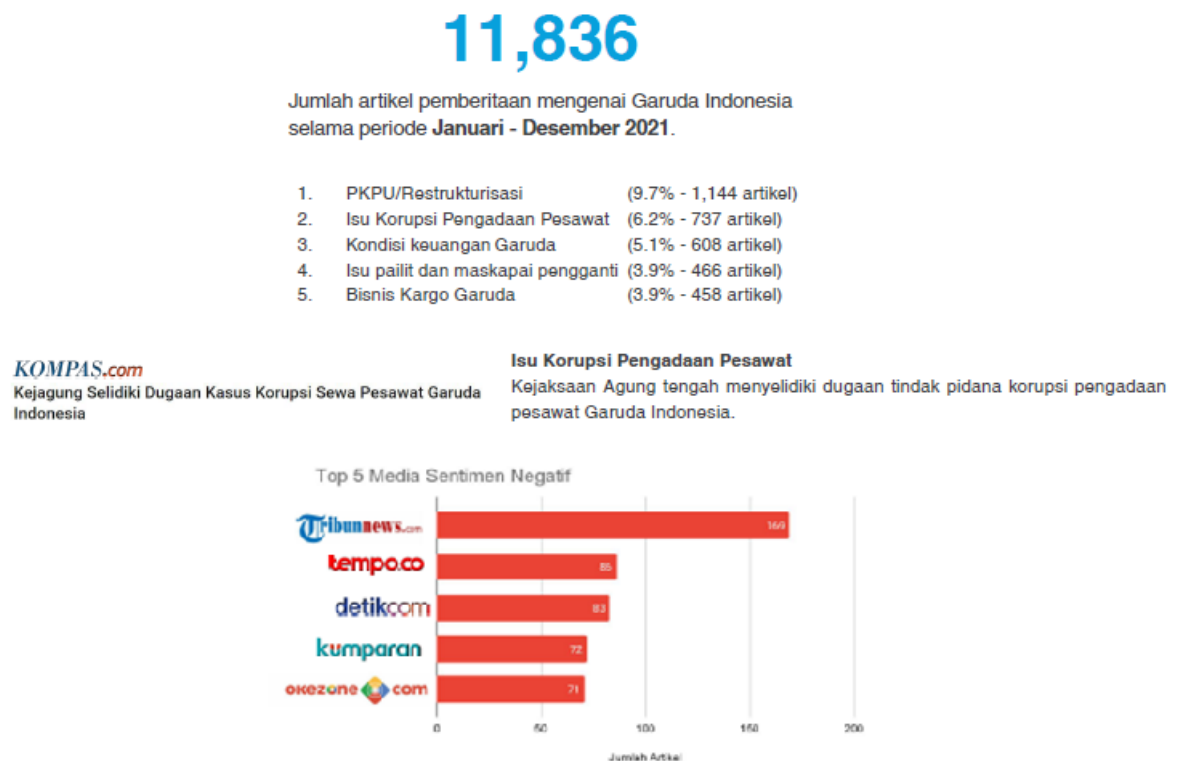 11,836
Jumlah artikel pemberitaan mengenai Garuda Indonesia
selama periode Januari - Desember 2021.
1. PKPU/Restrukturisasi (9.7% - 1,144 artikel)
2. Isu Korupsi Pengadaan Pesawat (6.2% - 737 artikel)
3. Kondisi keuangan Garuda (5.1% - 608 artikel)
4. Isu pailit dan maskapai pengganti (3.9% - 466 artikel)
5. Bisnis Kargo Garuda (3.9% - 458 artikel)
KOMPAS.com
Kejagung Selidiki Dugaan Kasus Korupsi Sewa Pesawat Garuda
Indonesia
Isu Korupsi Pengadaan Pesawat
Kejaksaan Agung tengah menyelidiki dugaan tindak pidana korupsi pengadaan
pesawat Garuda Indonesia.
Top 5 Media Sentimen Negatif
Tribunnews.com 169
tempo.co 85
detikcom 83
kumparan 72
okezone com 71
0 50 100 150 200
Jumlah Artikel